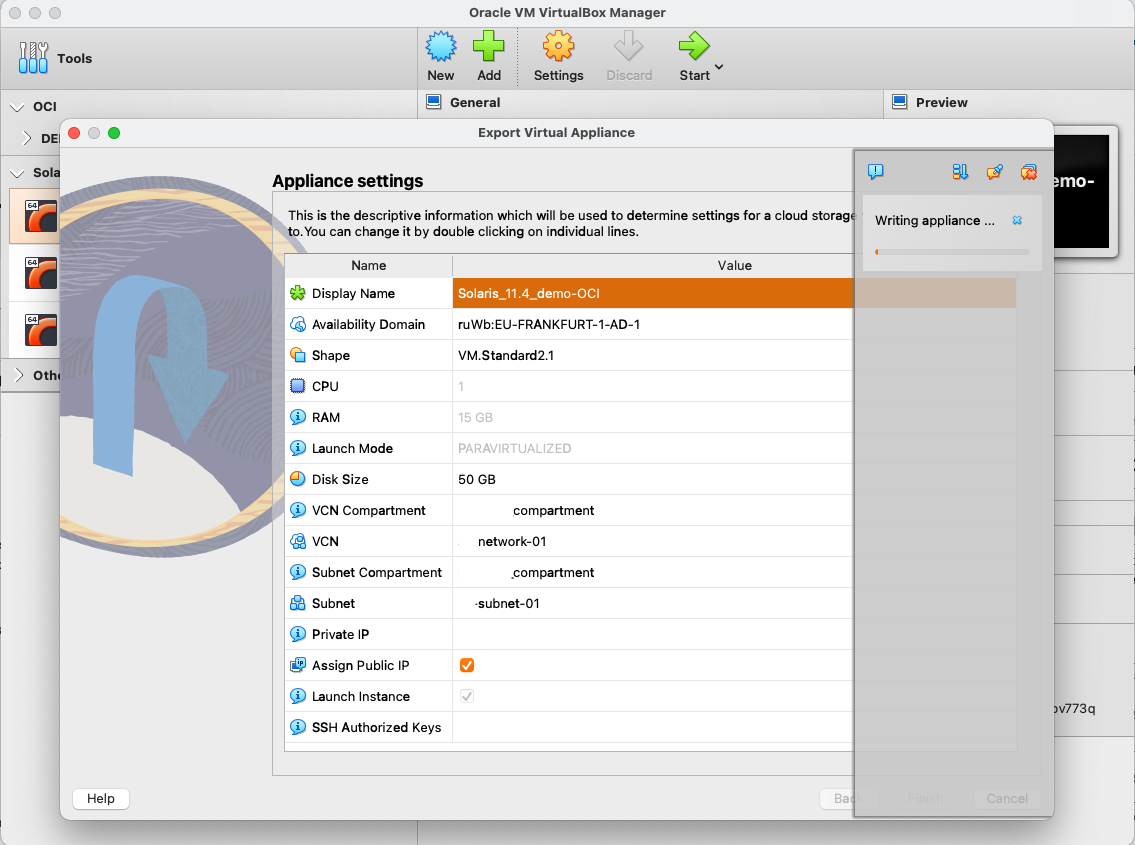 Oracle VM VirtualBox Manager
Tools
New
Add
Settings
Discard
Start
OCI
General
Preview
Export Virtual Appliance
Appliance settings
This is the descriptive information which will be used to determine settings for a cloud storage
to.You can change it by double clicking on individual lines.
Writing appliance ...
Name Value
Display Name Solaris_11.4_demo-OCI
Availability Domain ruWb:EU-FRANKFURT-1-AD-1
Shape VM.Standard2.1
CPU 1
RAM 15 GB
Launch Mode PARAVIRTUALIZED
Disk Size 50 GB
VCN Compartment compartment
VCN network-01
Subnet Compartment compartment
Subnet -subnet-01
Private IP
Assign Public IP
Launch Instance
SSH Authorized Keys
Help
Back
Finish
Cancel
64
64
64